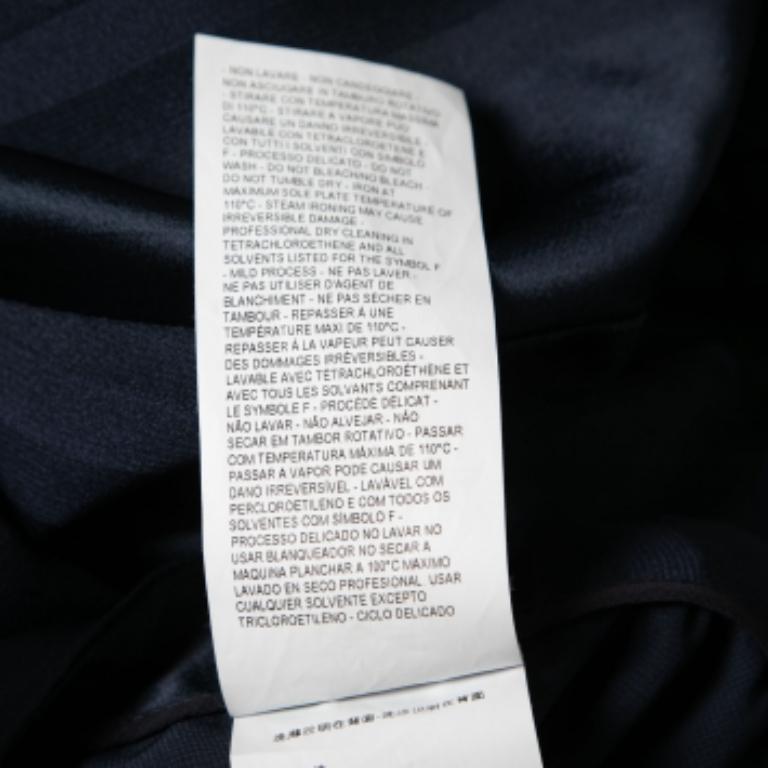 - NON LAVARE - NON CANDEGGIARE -
NON ASCIUGARE IN TAMBURO ROTATIVO
- STIRARE CON TEMPERATURA MASSIMA
DI 110°C - STIRARE A VAPORE PUÒ
CAUSARE UN DANNO IRREVERSIBILE -
LAVABILE CON TETRACLOROETENE E
CON TUTTI I SOLVENTI CON SIMBOLO
F - PROCESSO DELICATO - DO NOT
WASH - DO NOT BLEACHING BLEACH -
DO NOT TUMBLE DRY - IRON AT
MAXIMUM SOLE PLATE TEMPERATURE OF
110°C - STEAM IRONING MAY CAUSE
IRREVERSIBLE DAMAGE -
PROFESSIONAL DRY CLEANING IN
TETRACHLOROETHENE AND ALL
SOLVENTS LISTED FOR THE SYMBOL F
- MILD PROCESS - NE PAS LAVER -
NE PAS UTILISER D'AGENT DE
BLANCHIMENT - NE PAS SÉCHER EN
TAMBOUR - REPASSER À UNE
TEMPÉRATURE MAXI DE 110°C -
REPASSER À LA VAPEUR PEUT CAUSER
DES DOMMAGES IRRÉVERSIBLES -
LAVABLE AVEC TÉTRACHLOROÉTHÈNE ET
AVEC TOUS LES SOLVANTS COMPRENANT
LE SYMBOLE F - PROCÉDÉ DÉLICAT -
NÃO LAVAR - NÃO ALVEJAR - NÃO
SECAR EM TAMBOR ROTATIVO - PASSAR
COM TEMPERATURA MÁXIMA DE 110°C -
PASSAR A VAPOR PODE CAUSAR UM
DANO IRREVERSÍVEL - LAVÁVEL COM
PERCLOROETILENO E COM TODOS OS
SOLVENTES COM SÍMBOLO F -
PROCESSO DELICADO NO LAVAR NO
USAR BLANQUEADOR NO SECAR A
MAQUINA PLANCHAR A 100°C MAXIMO
LAVADO EN SECO PROFESIONAL. USAR
CUALQUIER SOLVENTE EXCEPTO
TRICLOROETILENO - CICLO DELICADO